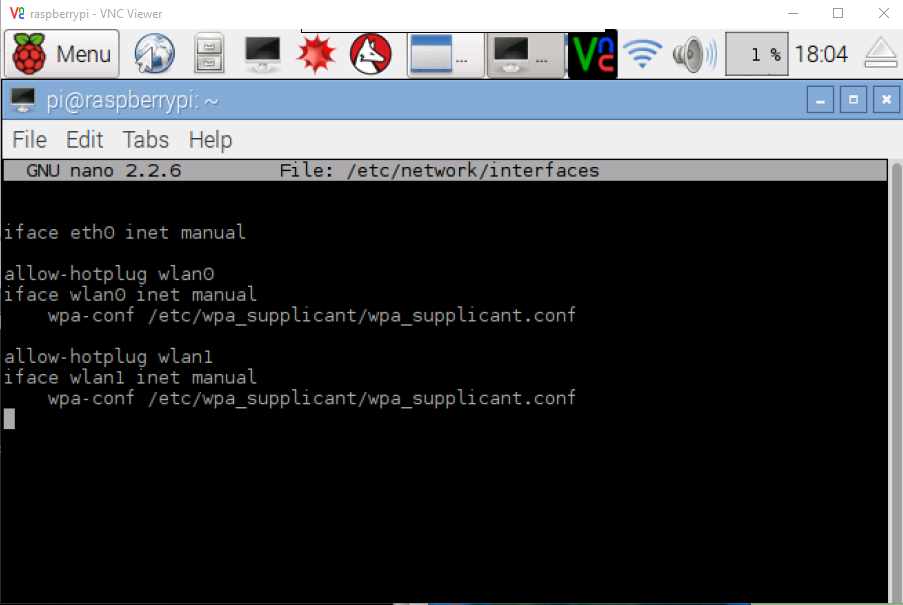 raspberrypi - VNC Viewer
Menu
...
...
1 %
18:04
pi@raspberrypi: ~
File Edit Tabs Help
GNU nano 2.2.6 File: /etc/network/interfaces
iface eth0 inet manual
allow-hotplug wlan0
iface wlan0 inet manual
wpa-conf /etc/wpa_supplicant/wpa_supplicant.conf
allow-hotplug wlan1
iface wlan1 inet manual
wpa-conf /etc/wpa_supplicant/wpa_supplicant.conf